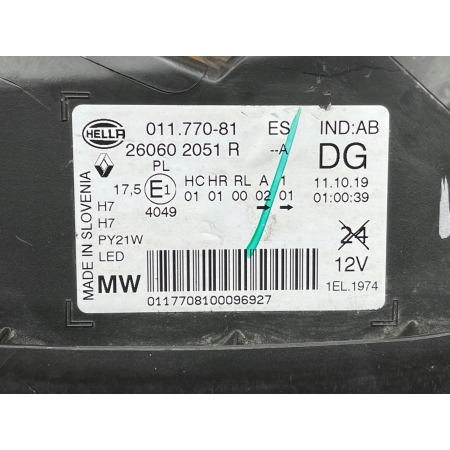 HELLA 011.770-81 ES IND:AB
26060 2051 R --A DG
PL
17,5 E1 HC HR RL A 1 11.10.19
4049 01 01 00 02 01 01:00:39
H7
H7
PY21W 24
LED 12V
MW 1EL.1974
0117708100096927
MADE IN SLOVENIA